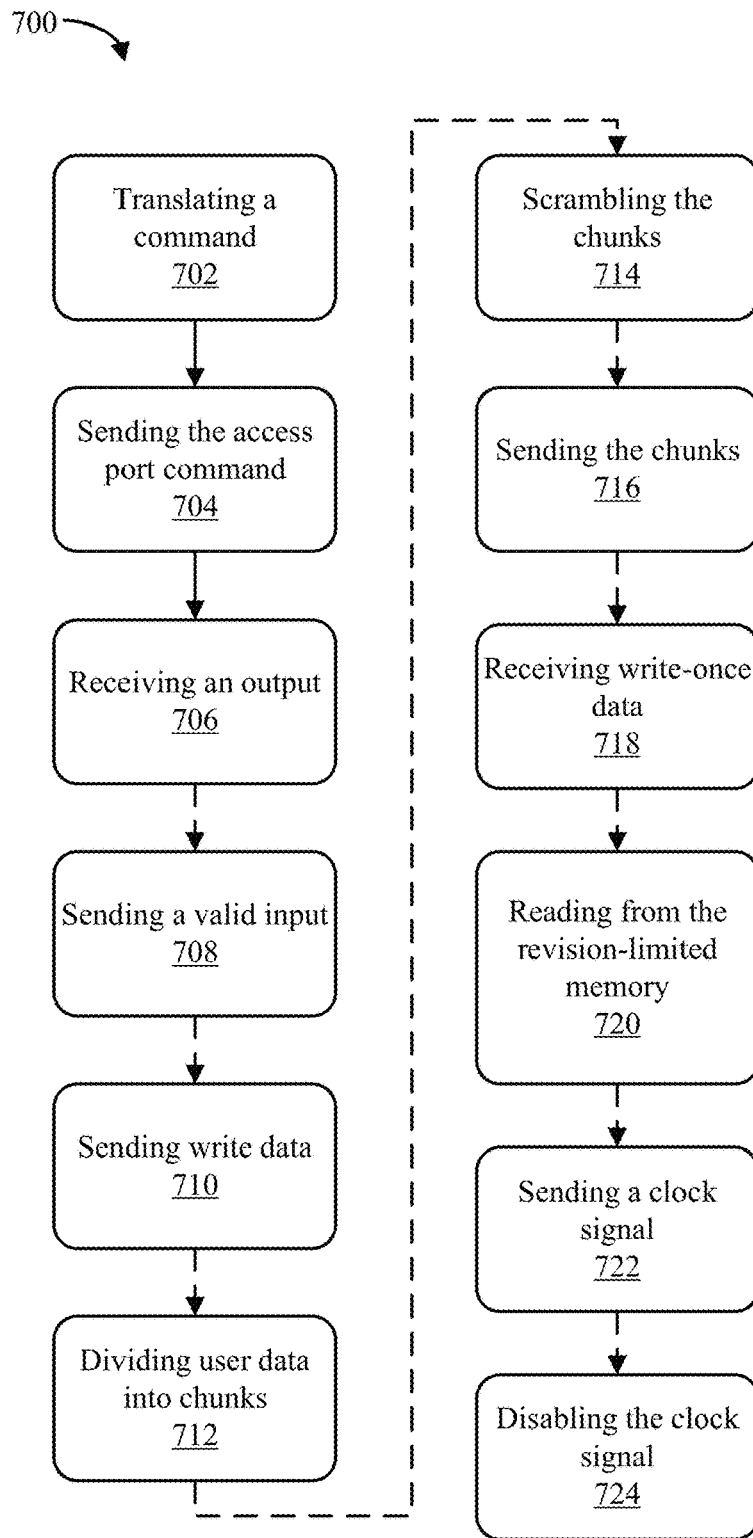 700
Translating a
command
702
Sending the access
port command
704
Receiving an output
706
Sending a valid input
708
Sending write data
710
Dividing user data
into chunks
712
Scrambling the
chunks
714
Sending the chunks
716
Receiving write-once
data
718
Reading from the
revision-limited
memory
720
Sending a clock
signal
722
Disabling the clock
signal
724